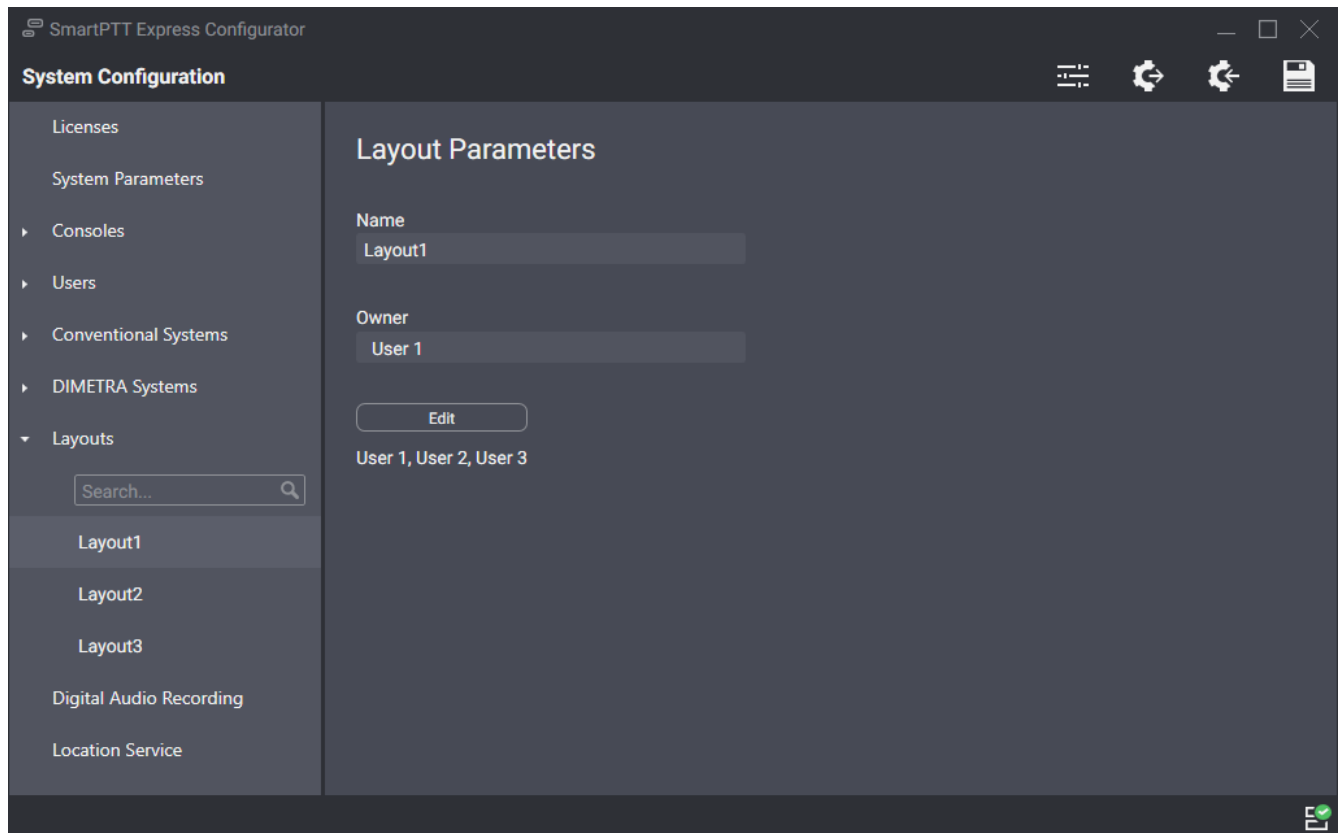 SmartPTT Express Configurator
System Configuration
Licenses
System Parameters
Consoles
Users
Conventional Systems
DIMETRA Systems
Layouts
Search...
Layout1
Layout2
Layout3
Digital Audio Recording
Location Service
Layout Parameters
Name
Layout1
Owner
User 1
Edit
User 1, User 2, User 3